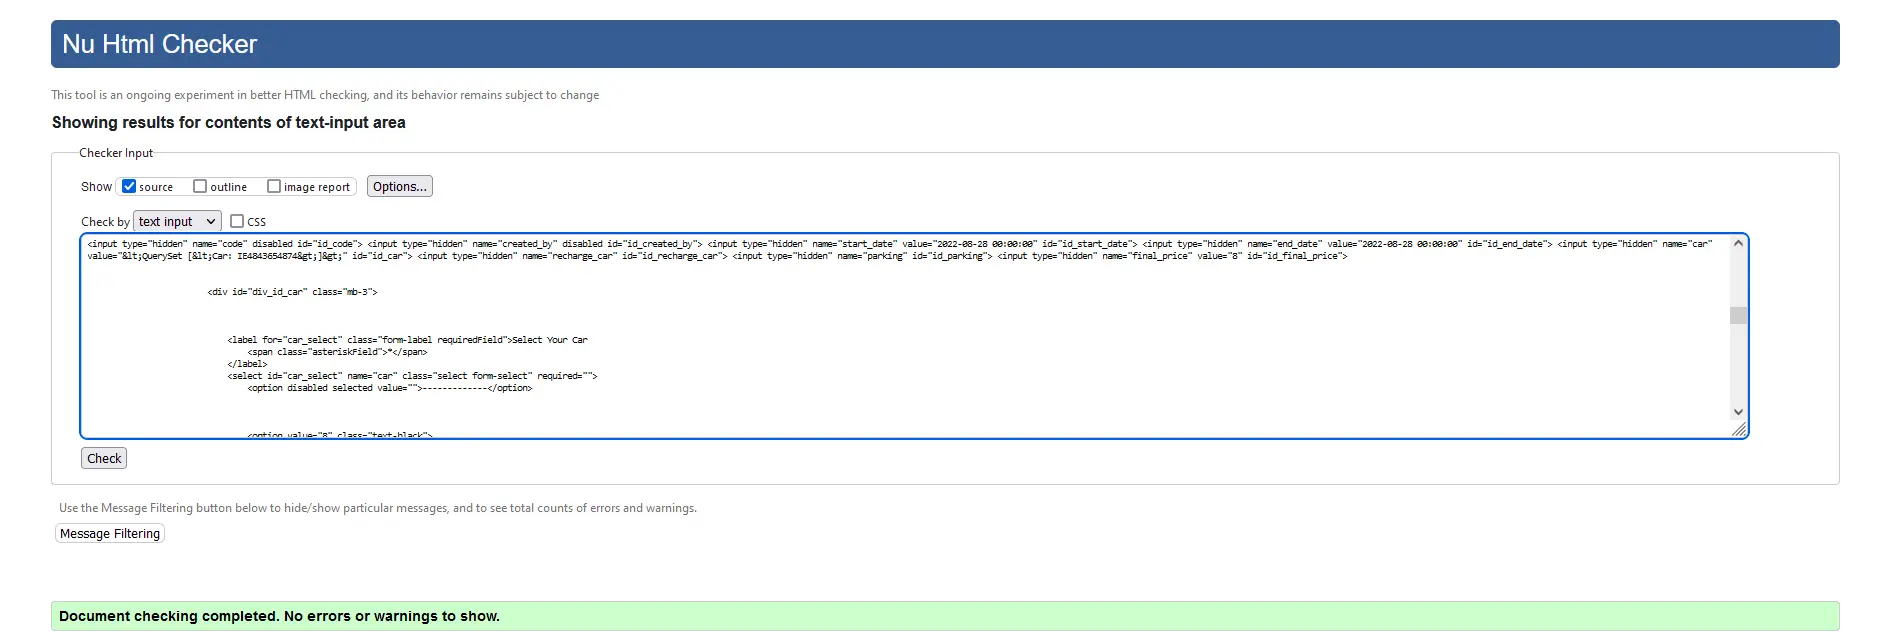 Nu Html Checker
This tool is an ongoing experiment in better HTML checking, and its behavior remains subject to change
Showing results for contents of text-input area
Checker Input
Show source outline image report Options...
Check by text input CSS
<input type="hidden" name="code" disabled id="id_code"> <input type="hidden" name="created_by" disabled id="id_created_by"> <input type="hidden" name="start_date" value="2022-08-28 00:00:00" id="id_start_date"> <input type="hidden" name="end_date" value="2022-08-28 00:00:00" id="id_end_date"> <input type="hidden" name="car"
value="&lt;QuerySet [&lt;Car: IE4843654874&gt;]&gt;" id="id_car"> <input type="hidden" name="recharge_car" id="id_recharge_car"> <input type="hidden" name="parking" id="id_parking"> <input type="hidden" name="final_price" value="8" id="id_final_price">
<div id="div_id_car" class="mb-3">
<label for="car_select" class="form-label requiredField">Select Your Car
<span class="asteriskField">*</span>
</label>
<select id="car_select" name="car" class="select form-select" required="">
<option disabled selected value="">-------------</option>
<option value="8" class="text-black">
Check
Use the Message Filtering button below to hide/show particular messages, and to see total counts of errors and warnings.
Message Filtering
Document checking completed. No errors or warnings to show.